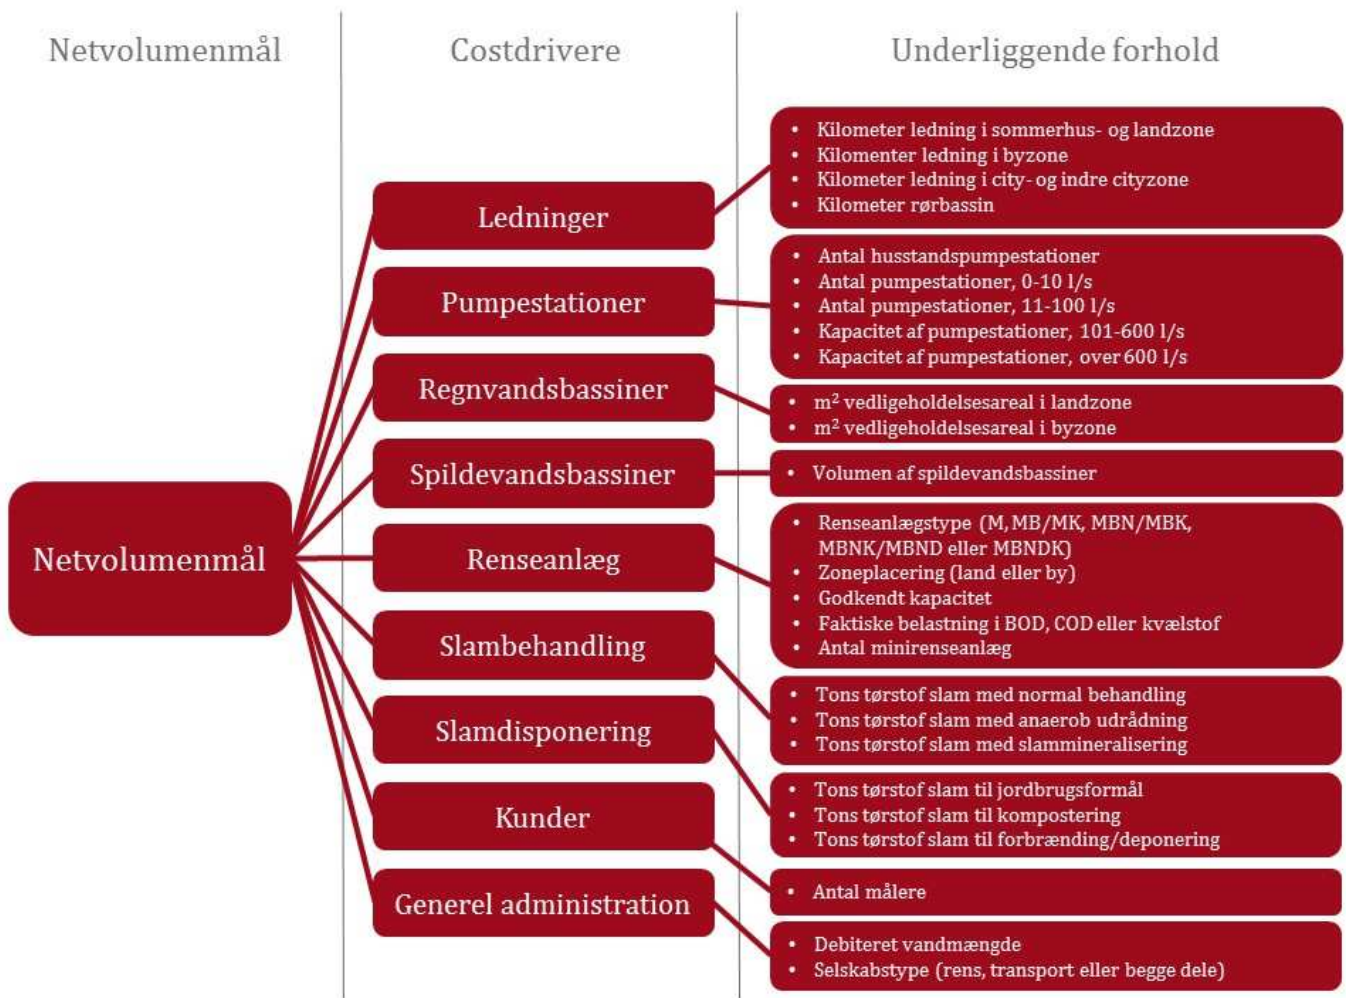 Netvolumenmål
Costdrivere
Underliggende forhold
Netvolumenmål
Ledninger
• Kilometer ledning i sommerhus- og landzone
• Kilomenter ledning i byzone
• Kilometer ledning i city- og indre cityzone
• Kilometer rørbassin
Pumpestationer
• Antal husstandspumpestationer
• Antal pumpestationer, 0-10 l/s
• Antal pumpestationer, 11-100 l/s
• Kapacitet af pumpestationer, 101-600 l/s
• Kapacitet af pumpestationer, over 600 l/s
Regnvandsbassiner
• m² vedligeholdelsesareal i landzone
• m² vedligeholdelsesareal i byzone
Spildevandsbassiner
• Volumen af spildevandsbassiner
Renseanlæg
• Renseanlægstype (M, MB/MK, MBN/MBK,
MBNK/MBND eller MBNDK)
• Zoneplacering (land eller by)
• Godkendt kapacitet
• Faktiske belastning i BOD, COD eller kvælstof
• Antal minirenseanlæg
Slambehandling
• Tons tørstof slam med normal behandling
• Tons tørstof slam med anaerob udrådning
• Tons tørstof slam med slammineralisering
Slamdisponering
• Tons tørstof slam til jordbrugsformål
• Tons tørstof slam til kompostering
• Tons tørstof slam til forbrænding/deponering
Kunder
• Antal målere
Generel administration
• Debiteret vandmængde
• Selskabstype (rens, transport eller begge dele)